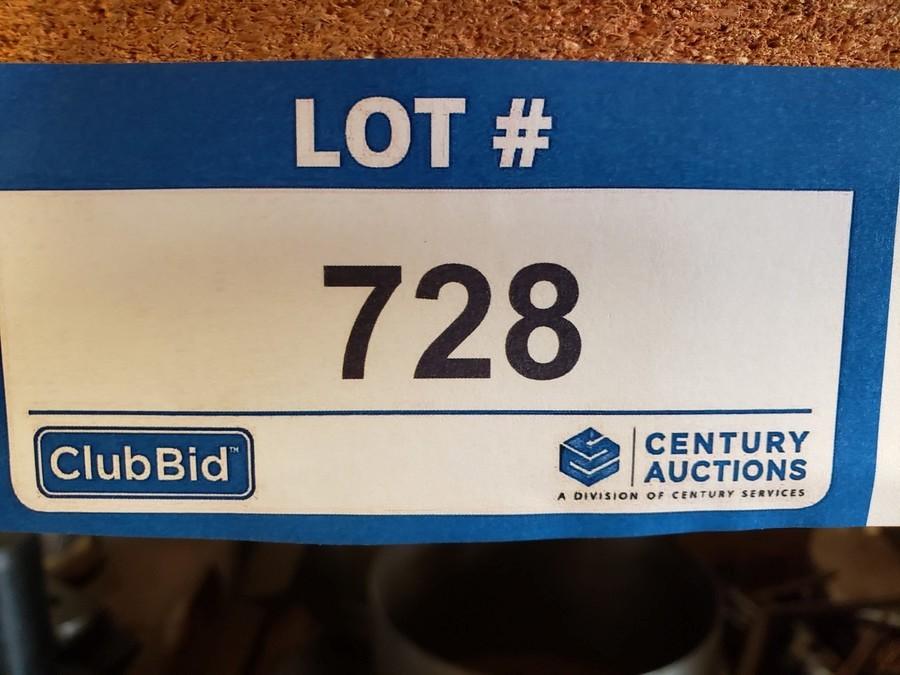 LOT #
728
ClubBid™
CENTURY
AUCTIONS
A DIVISION OF CENTURY SERVICES